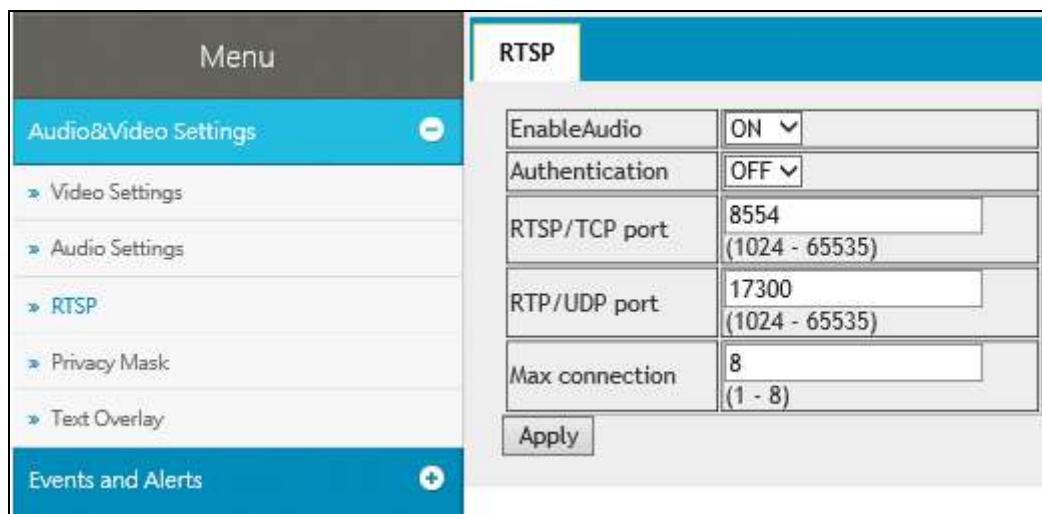 Menu
Audio&Video Settings
» Video Settings
» Audio Settings
» RTSP
» Privacy Mask
» Text Overlay
Events and Alerts
RTSP
EnableAudio ON
Authentication OFF
RTSP/TCP port 8554
(1024 - 65535)
RTP/UDP port 17300
(1024 - 65535)
Max connection 8
(1 - 8)
Apply